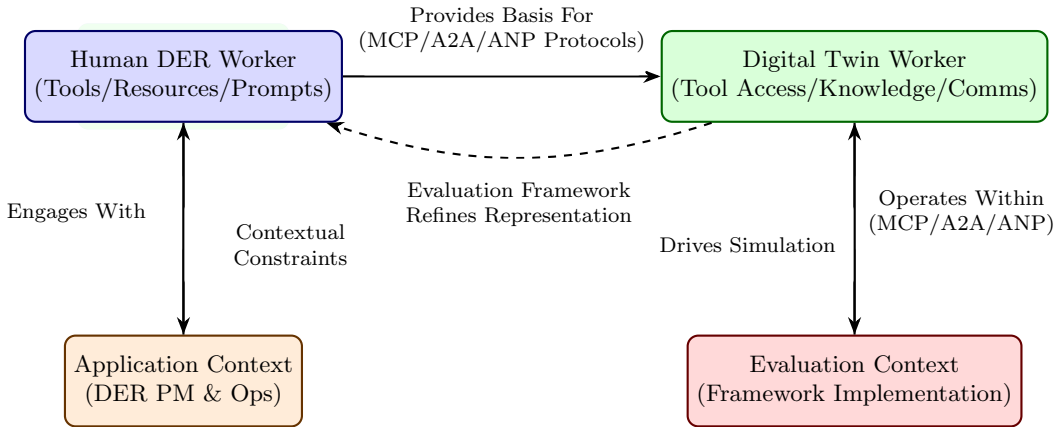 Provides Basis For
(MCP/A2A/ANP Protocols)
Human DER Worker
(Tools/Resources/Prompts)
Digital Twin Worker
(Tool Access/Knowledge/Comms)
Evaluation Framework
Refines Representation
Engages With
Contextual
Constraints
Drives Simulation
Operates Within
(MCP/A2A/ANP)
Application Context
(DER PM & Ops)
Evaluation Context
(Framework Implementation)